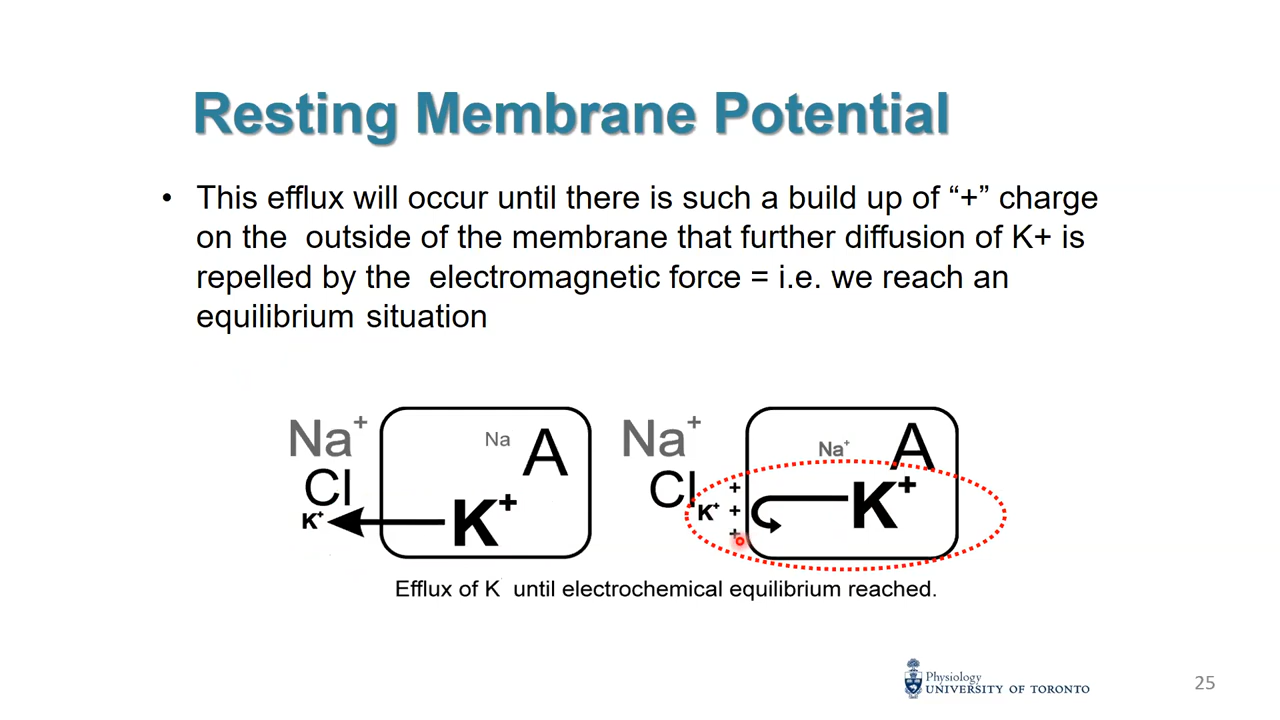 Resting Membrane Potential
• This efflux will occur until there is such a build up of “+” charge
on the outside of the membrane that further diffusion of K+ is
repelled by the electromagnetic force = i.e. we reach an
equilibrium situation
Na+
Cl
K+
Na
A
K+
Na+
Cl
K+
+
+
+
Na+
A
K+
Efflux of K until electrochemical equilibrium reached.
Physiology
UNIVERSITY OF TORONTO
25